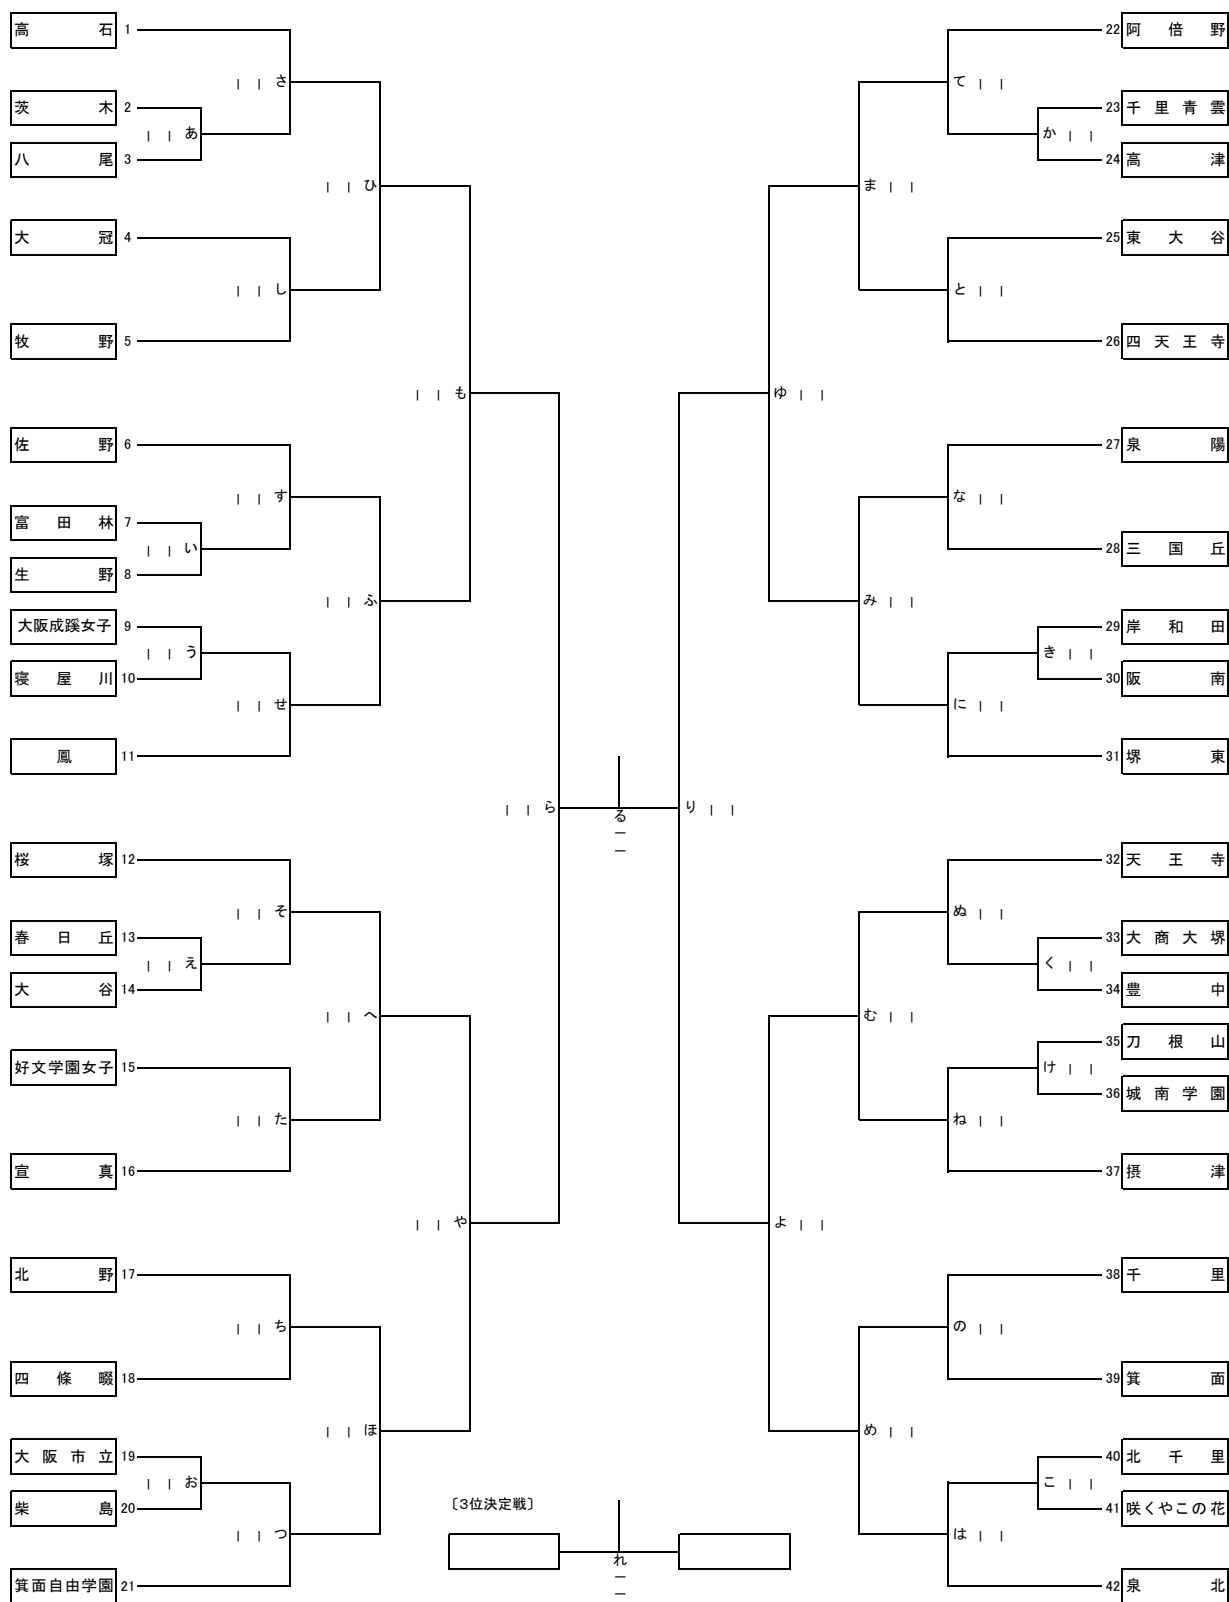 高石 1
さ
茨木 2
あ
八尾 3
ひ
大冠 4
し
牧野 5
も
佐野 6
す
富田林 7
い
生野 8
ふ
大阪成蹊女子 9
う
寝屋川 10
せ
鳳 11
ら
桜塚 12
そ
春日丘 13
え
大谷 14
へ
好文学園女子 15
た
宣真 16
や
北野 17
ち
四條畷 18
ほ
大阪市立 19
お
柴島 20
つ
箕面自由学園 21
る
〔3位決定戦〕
れ
22 阿倍野
て
23 千里青雲
か
24 高津
ま
25 東大谷
と
26 四天王寺
ゆ
27 泉陽
な
28 三国丘
み
29 岸和田
き
30 阪南
に
31 堺東
り
32 天王寺
ぬ
33 大商大堺
く
34 豊中
む
35 刀根山
け
36 城南学園
ね
37 摂津
よ
38 千里
の
39 箕面
め
40 北千里
こ
41 咲くやこの花
は
42 泉北